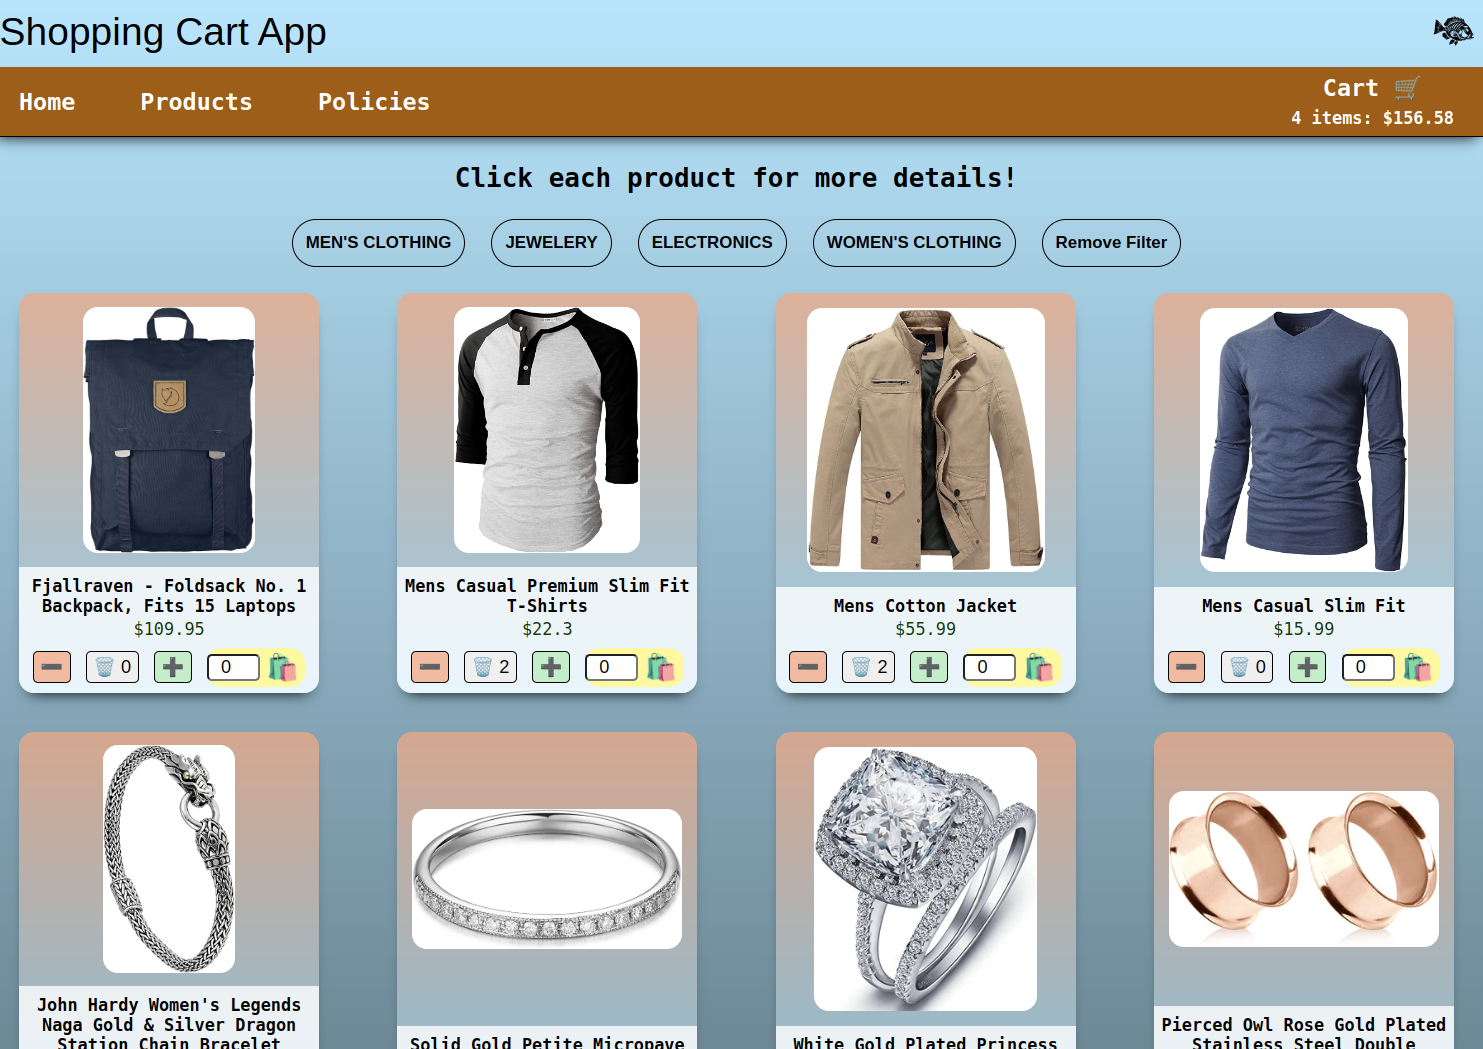 Shopping Cart App
Home Products Policies
Cart
4 items: $156.58
Click each product for more details!
MEN'S CLOTHING JEWELERY ELECTRONICS WOMEN'S CLOTHING Remove Filter
Fjallraven - Foldsack No. 1
Backpack, Fits 15 Laptops
$109.95
0 0
Mens Casual Premium Slim Fit
T-Shirts
$22.3
2 0
Mens Cotton Jacket
$55.99
2 0
Mens Casual Slim Fit
$15.99
0 0
John Hardy Women's Legends
Naga Gold & Silver Dragon
Station Chain Bracelet
Solid Gold Petite Micropave
White Gold Plated Princess
Pierced Owl Rose Gold Plated
Stainless Steel Double